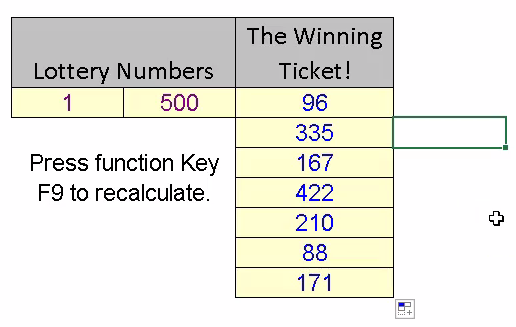 The Winning
Lottery Numbers Ticket!
1 500 96
335
Press function Key 167
F9 to recalculate. 422
210
88
171